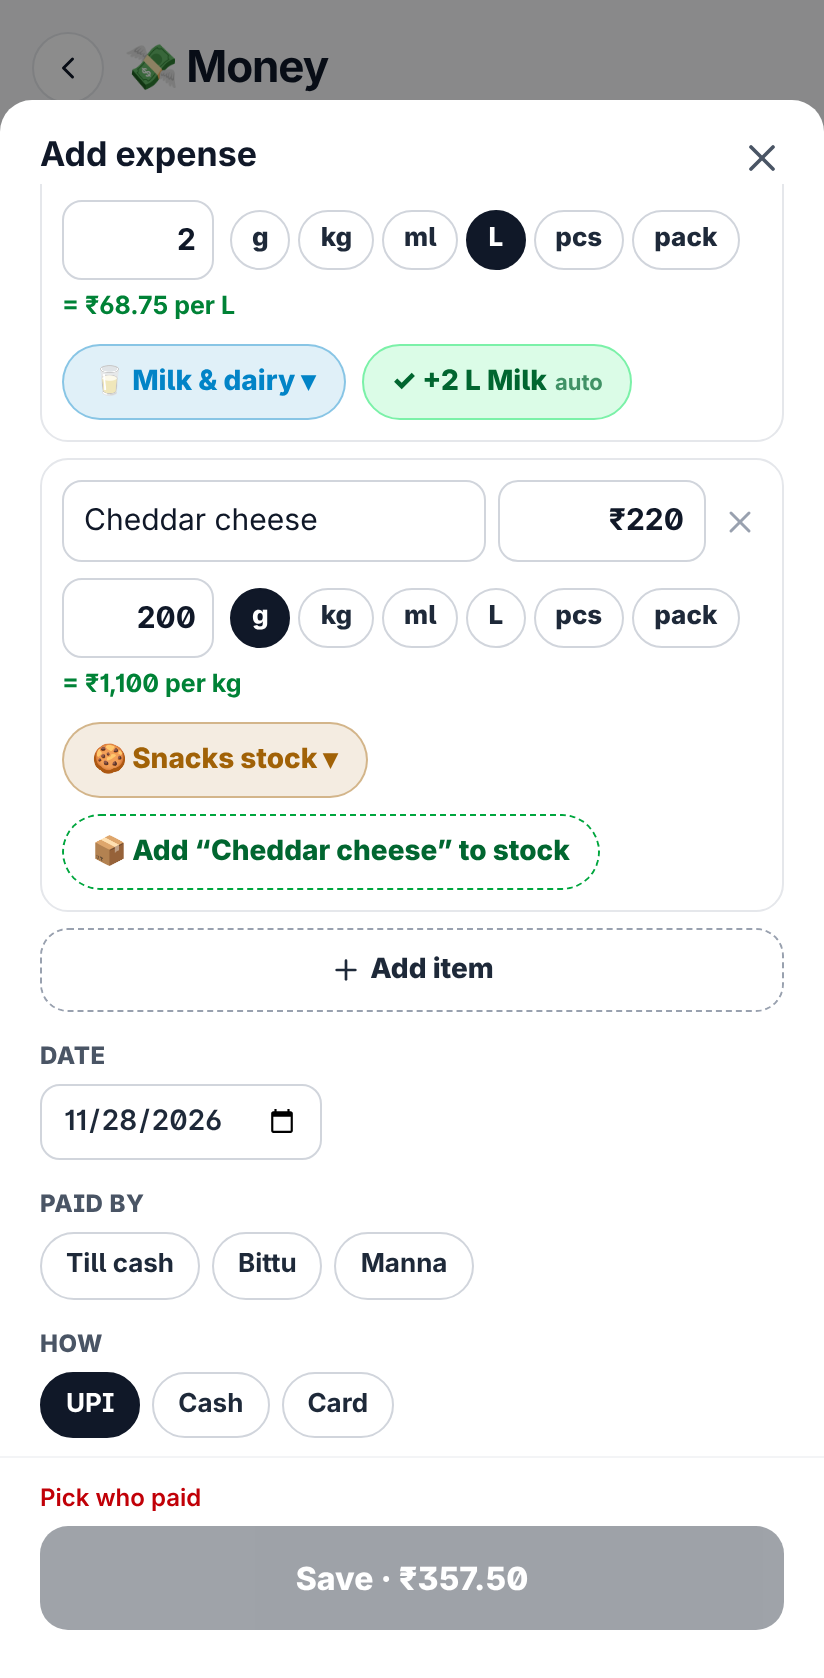 Money
Add expense
2 g kg ml L pcs pack
= ₹68.75 per L
Milk & dairy ▾ ✓ +2 L Milk auto
Cheddar cheese ₹220
200 g kg ml L pcs pack
= ₹1,100 per kg
Snacks stock ▾
Add “Cheddar cheese” to stock
+ Add item
DATE
11/28/2026
PAID BY
Till cash Bittu Manna
HOW
UPI Cash Card
Pick who paid
Save · ₹357.50